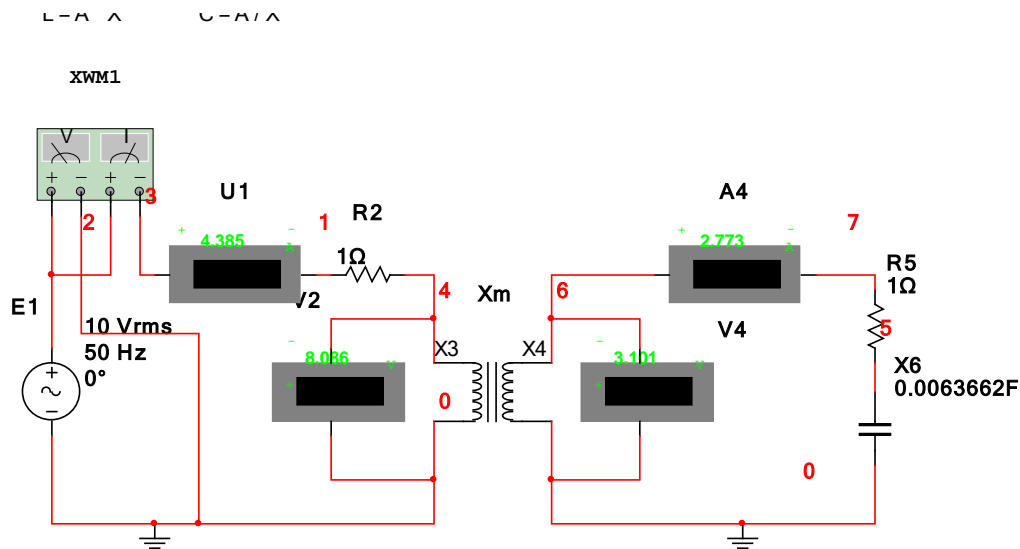 XWM1
V I
+ − + −
3
2
U1
1
R2
A4
7
+ 4.385 − A
1Ω
+ 2.773 − A
R5
1Ω
E1
V2
4
Xm
6
V4
5
10 Vrms
50 Hz
0°
− 8.086 V +
X3
X4
− 3.101 V +
X6
0.0063662F
0
+
−
0